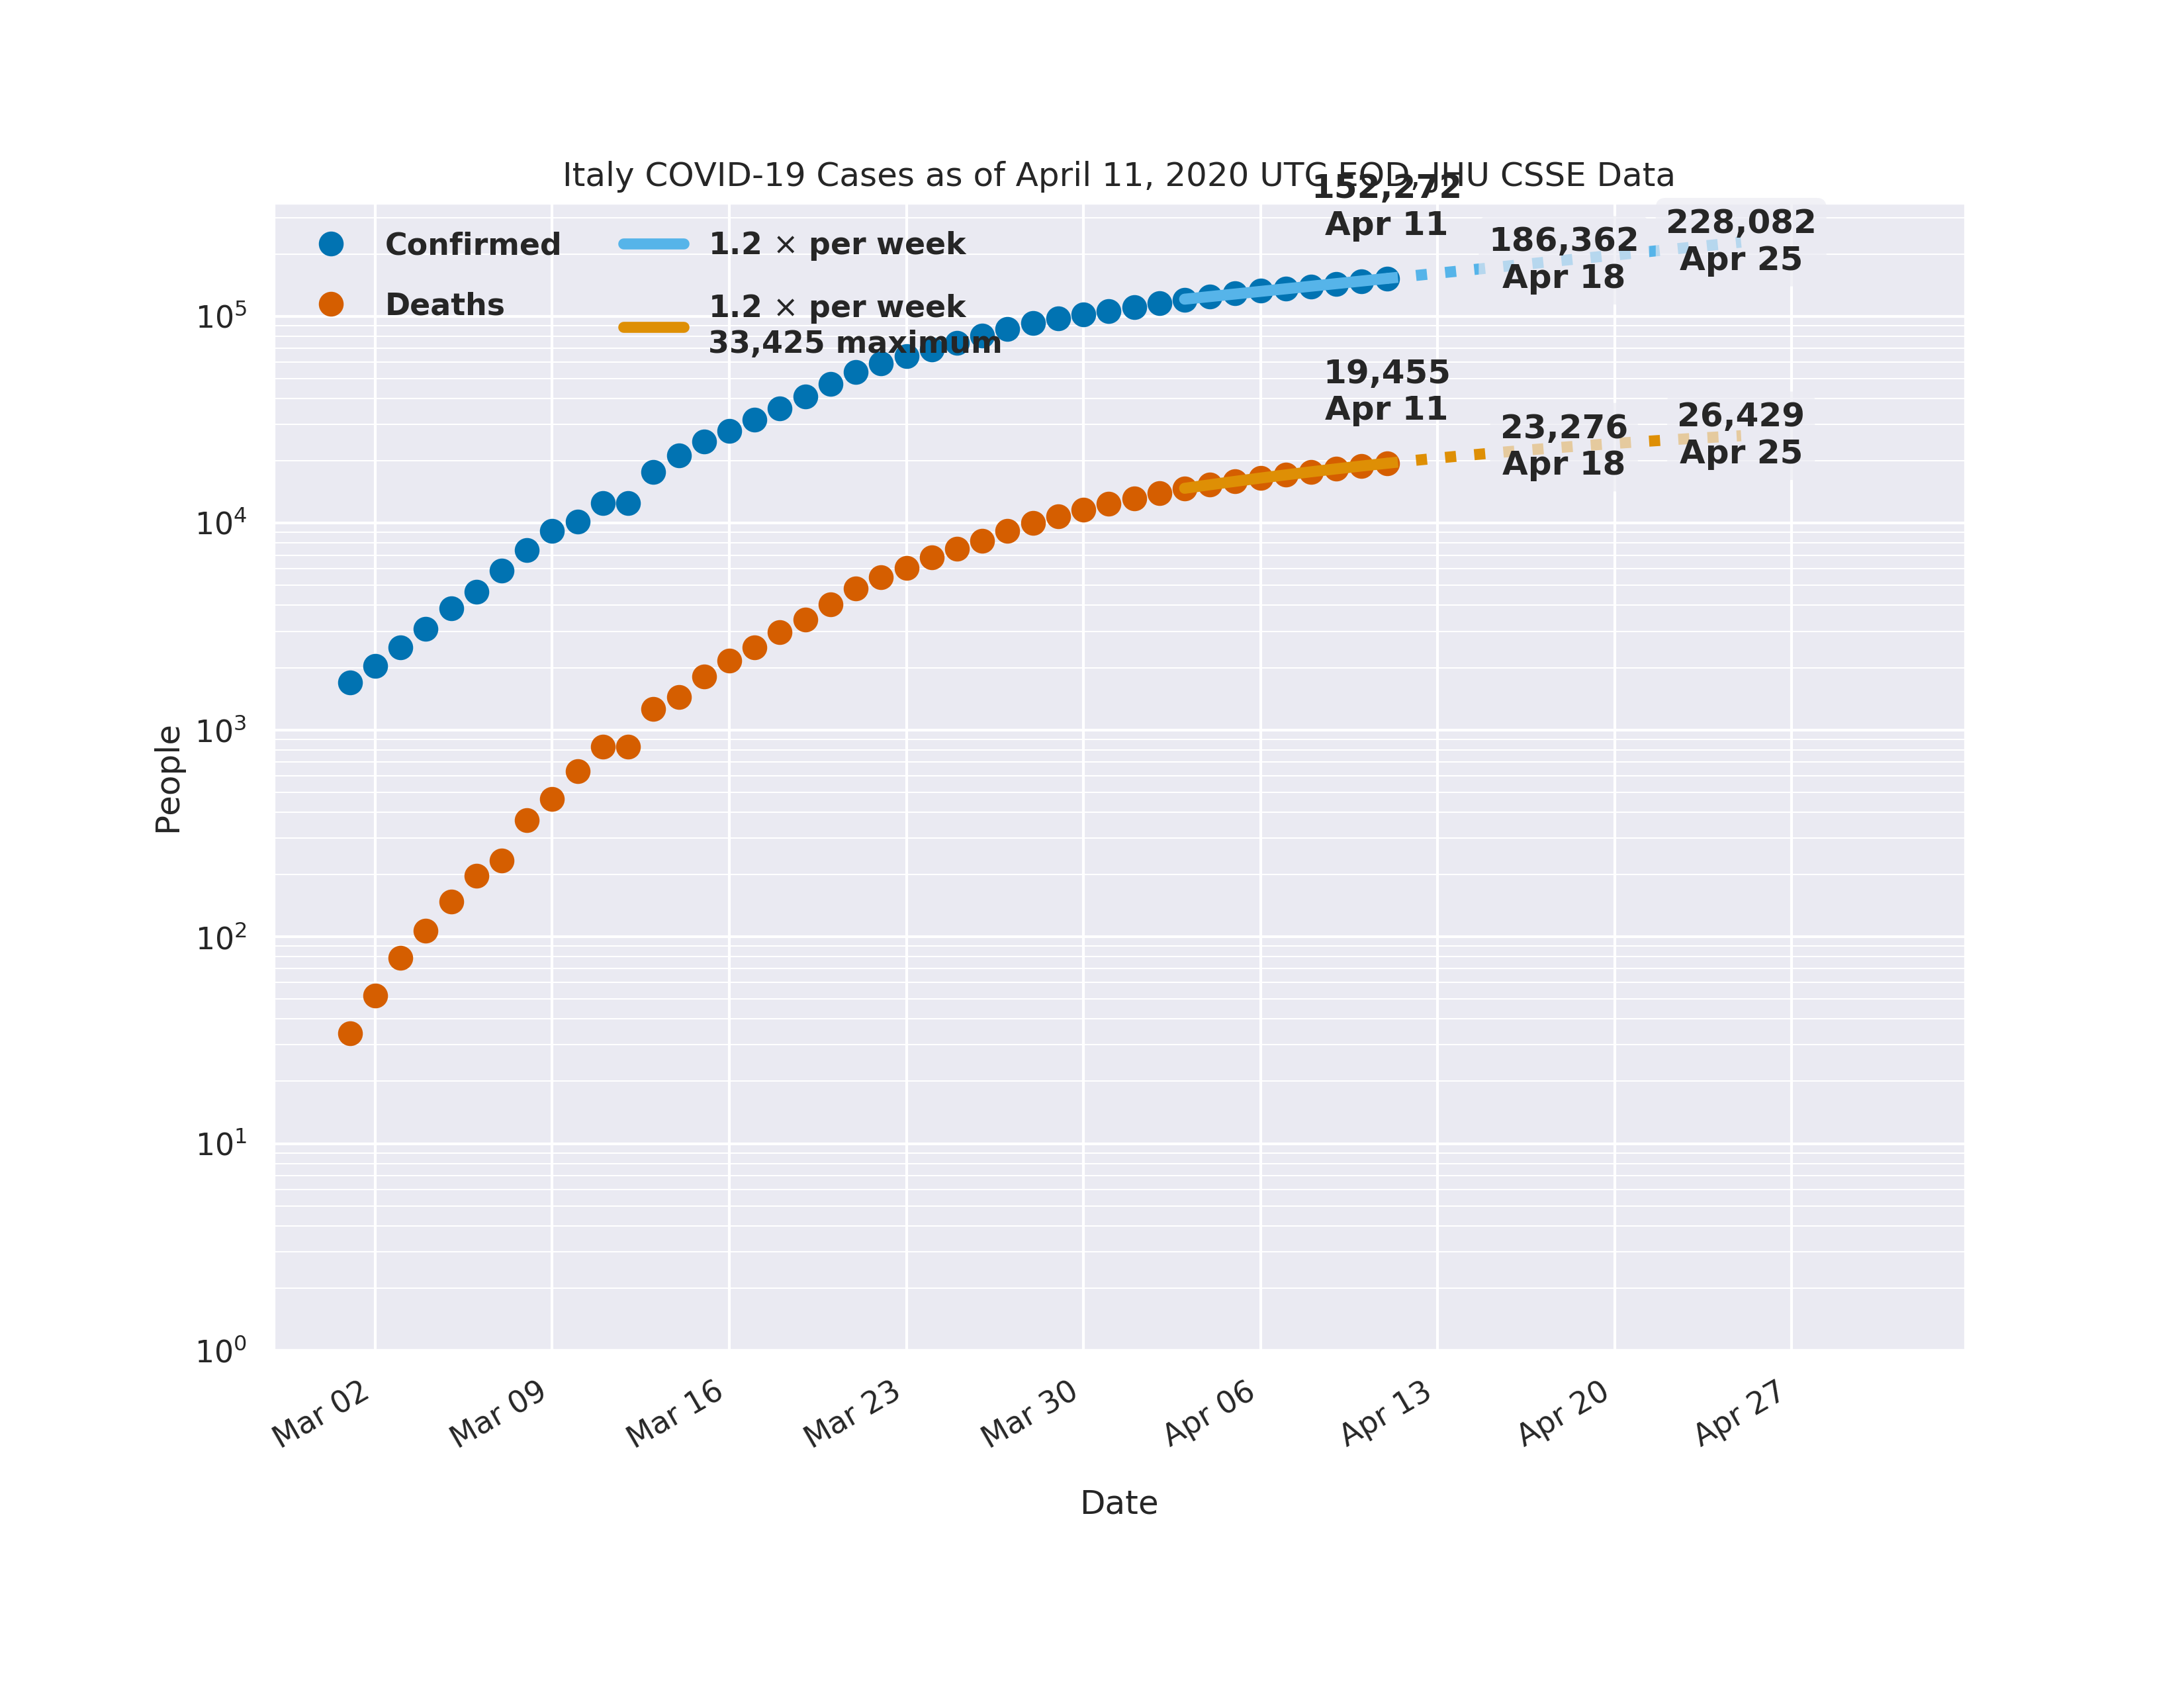 Italy COVID-19 Cases as of April 11, 2020 UTC EOD, JHU CSSE Data
152,272
Apr 11
186,362
Apr 18
228,082
Apr 25
Confirmed
Deaths
1.2 × per week
1.2 × per week
33,425 maximum
19,455
Apr 11
23,276
Apr 18
26,429
Apr 25
People
10⁵
10⁴
10³
10²
10¹
10⁰
Mar 02
Mar 09
Mar 16
Mar 23
Mar 30
Apr 06
Apr 13
Apr 20
Apr 27
Date